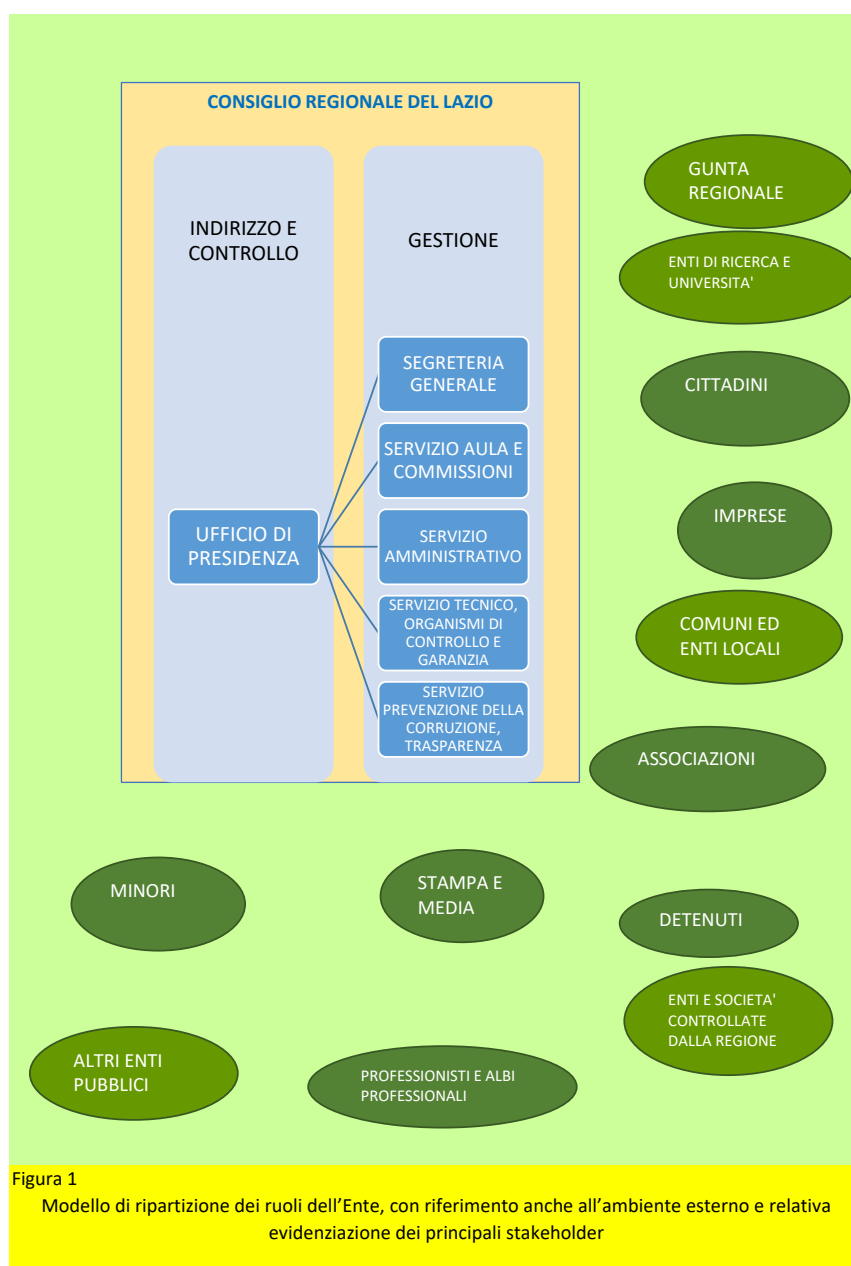 CONSIGLIO REGIONALE DEL LAZIO
INDIRIZZO E
CONTROLLO
GESTIONE
UFFICIO DI
PRESIDENZA
SEGRETERIA
GENERALE
SERVIZIO AULA E
COMMISSIONI
SERVIZIO
AMMINISTRATIVO
SERVIZIO TECNICO,
ORGANISMI DI
CONTROLLO E
GARANZIA
SERVIZIO
PREVENZIONE DELLA
CORRUZIONE,
TRASPARENZA
GUNTA
REGIONALE
ENTI DI RICERCA E
UNIVERSITA'
CITTADINI
IMPRESE
COMUNI ED
ENTI LOCALI
ASSOCIAZIONI
MINORI
STAMPA E
MEDIA
DETENUTI
ENTI E SOCIETA'
CONTROLLATE
DALLA REGIONE
ALTRI ENTI
PUBBLICI
PROFESSIONISTI E ALBI
PROFESSIONALI
Figura 1
Modello di ripartizione dei ruoli dell’Ente, con riferimento anche all’ambiente esterno e relativa
evidenziazione dei principali stakeholder